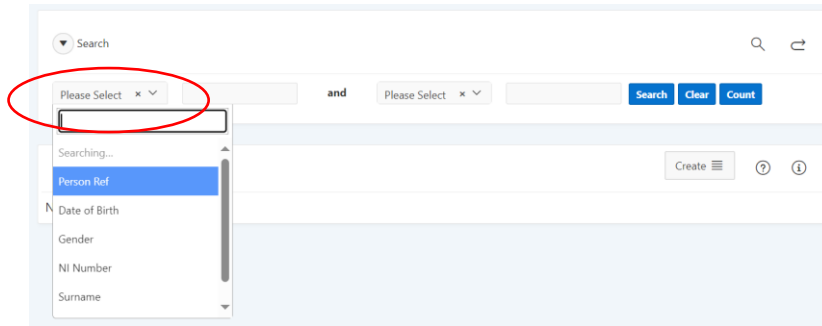 Search
Please Select × and Please Select × Search Clear Count
Searching...
Person Ref
Create
Date of Birth
Gender
NI Number
Surname